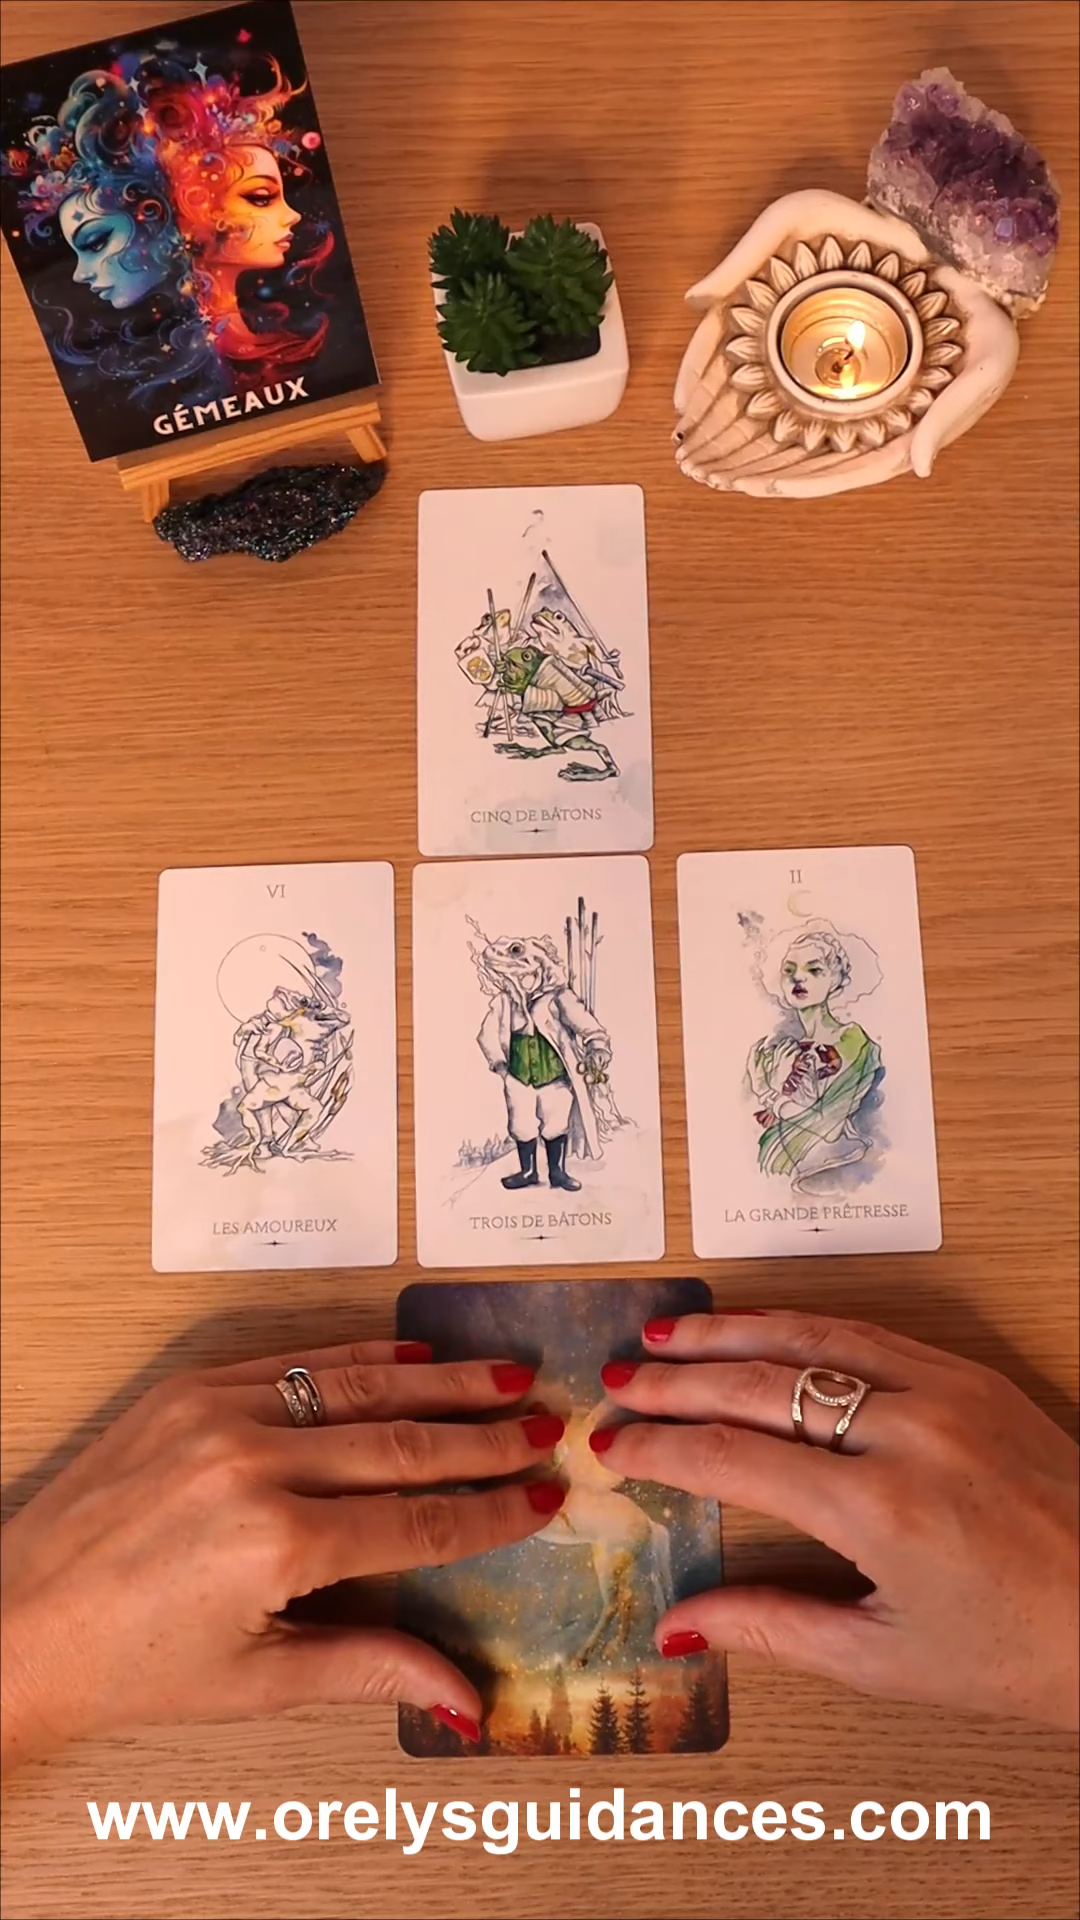 GÉMEAUX
CINQ DE BÂTONS
VI
LES AMOUREUX
TROIS DE BÂTONS
II
LA GRANDE PRÊTRESSE
www.orelysguidances.com